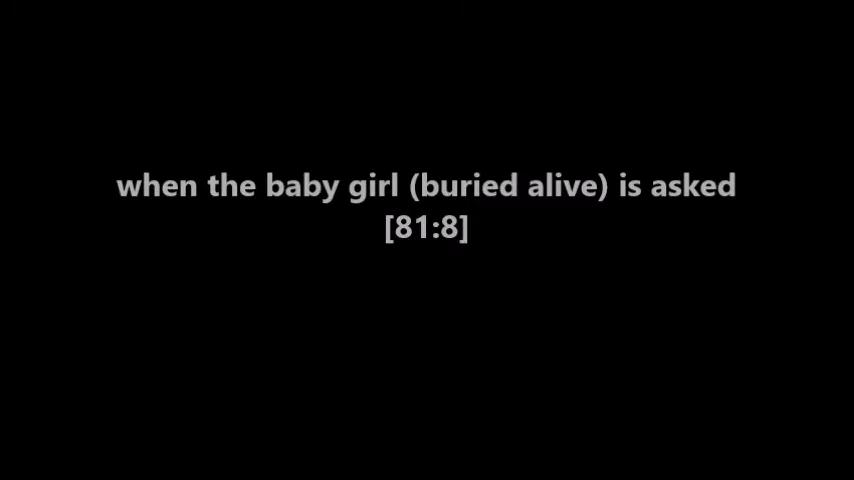 when the baby girl (buried alive) is asked
[81:8]